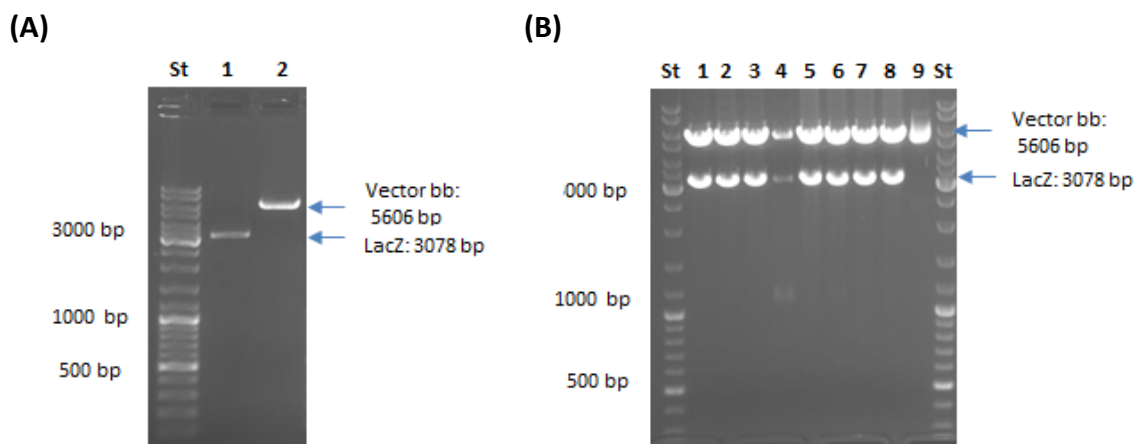 (A)
St 1 2
Vector bb:
5606 bp
LacZ: 3078 bp
3000 bp
1000 bp
500 bp
(B)
St 1 2 3 4 5 6 7 8 9 St
Vector bb:
5606 bp
LacZ: 3078 bp
000 bp
1000 bp
500 bp